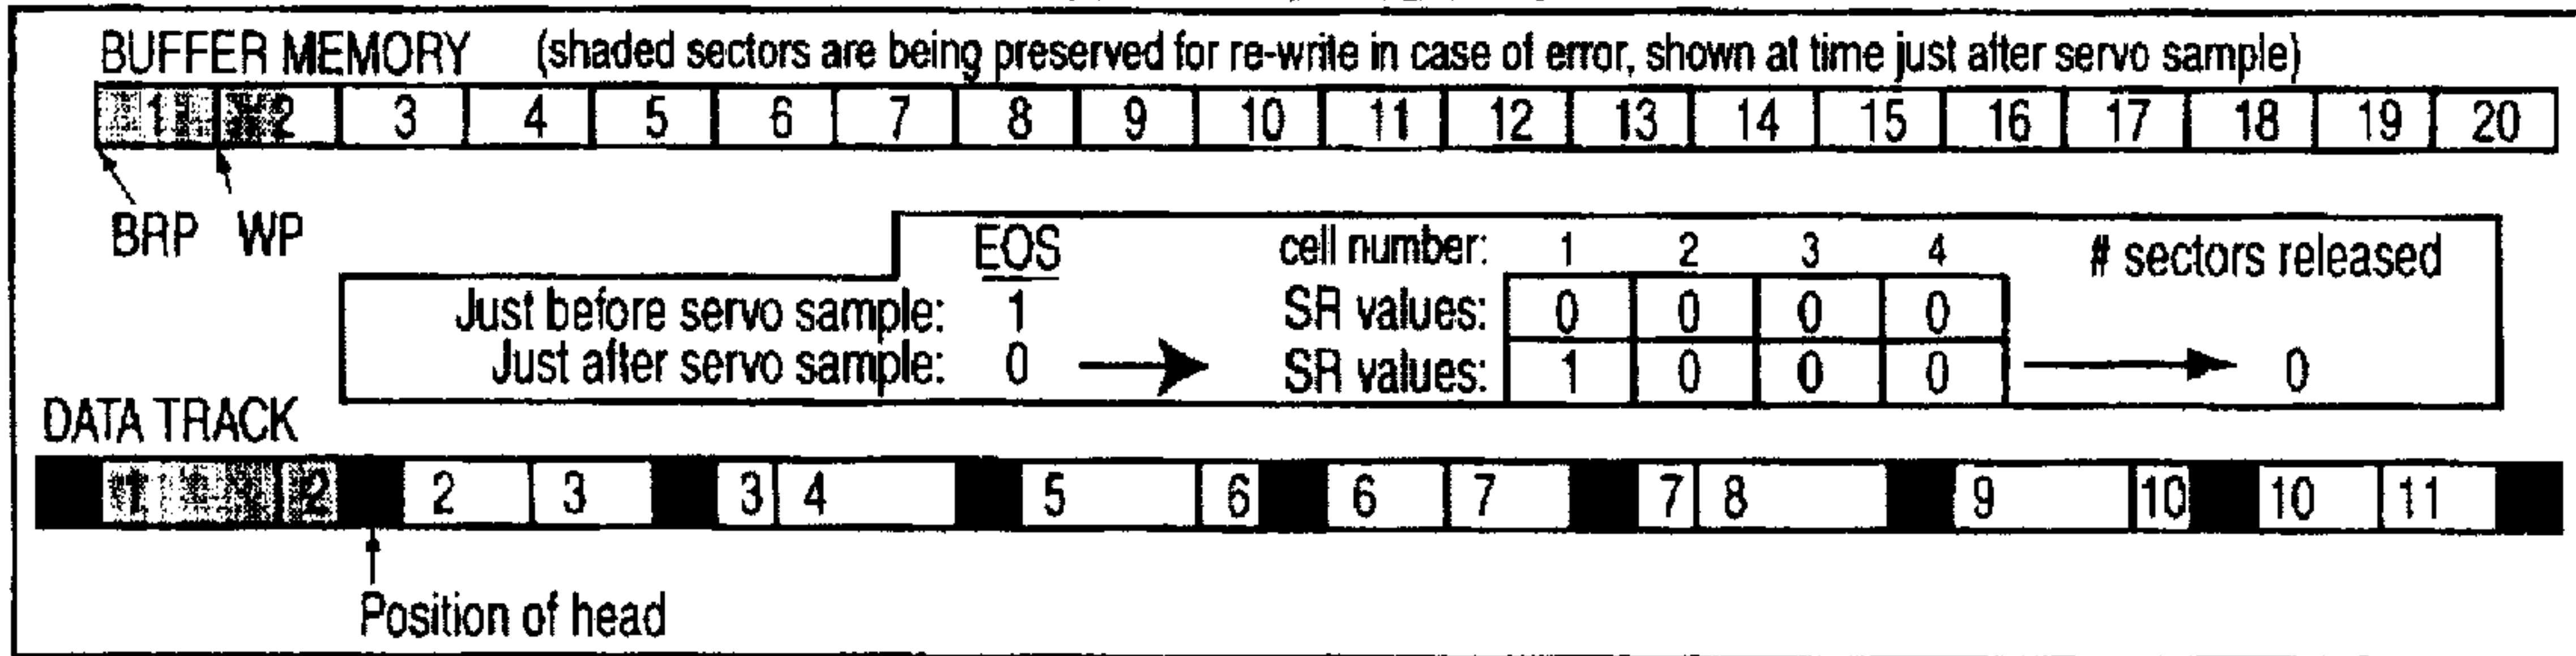 BUFFER MEMORY (shaded sectors are being preserved for re-write in case of error, shown at time just after servo sample)
1 2 3 4 5 6 7 8 9 10 11 12 13 14 15 16 17 18 19 20
BRP WP
EOS cell number: 1 2 3 4 # sectors released
Just before servo sample: 1 SR values: 0 0 0 0
Just after servo sample: 0 SR values: 1 0 0 0 0
DATA TRACK
1 2 2 3 3 4 5 6 6 7 7 8 9 10 10 11
Position of head